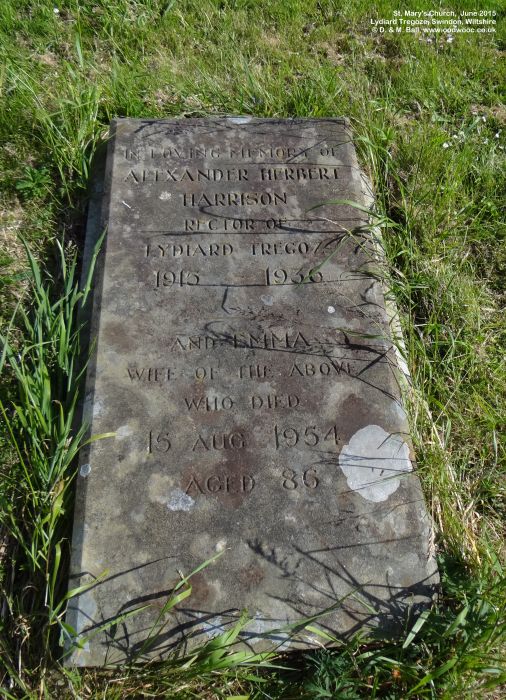 St. Mary's Church, June 2015
Lydiard Tregoze, Swindon, Wiltshire
© D. & M. Ball, www.oodwooc.co.uk
IN LOVING MEMORY OF
ALEXANDER HERBERT
HARRISON
RECTOR OF
LYDIARD TREGOZE
1915 – 1936
AND EMMA
WIFE OF THE ABOVE
WHO DIED
15 AUG 1954
AGED 86